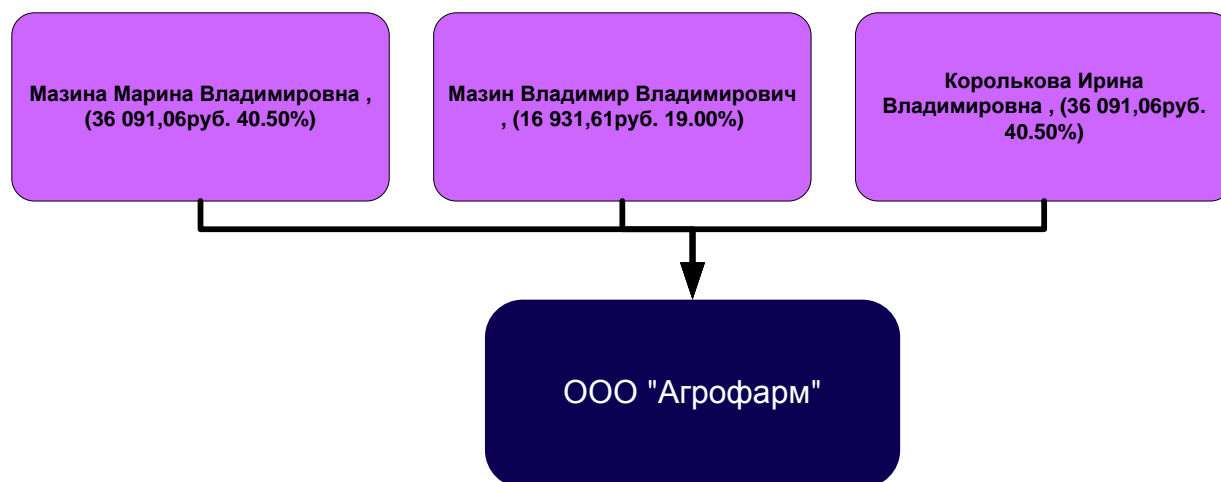 Мазина Марина Владимировна ,
(36 091,06руб. 40.50%)
Мазин Владимир Владимирович
, (16 931,61руб. 19.00%)
Королькова Ирина
Владимировна , (36 091,06руб.
40.50%)
ООО "Агрофарм"